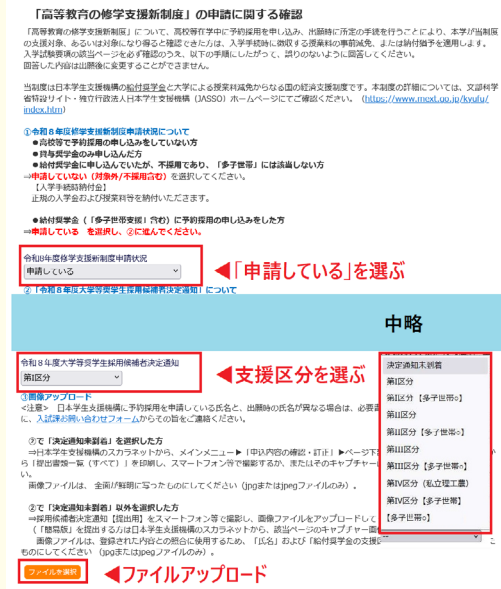 「高等教育の修学支援新制度」の申請に関する確認
「高等教育の修学支援新制度」について、高校等在学中に予約採用を申し込み、出願時に所定の手続を行うことにより、本学が当制度
の支援対象、あるいは対象になり得ると確認できた方は、入学手続時に徴収する授業料の事前減免、または納付猶予を適用します。
入学試験要項の該当ページを必ず確認のうえ、以下の手順にしたがって、誤りのないように回答してください。
回答した内容は出願後に変更することができません。
当制度は日本学生支援機構の給付奨学金と大学による授業料減免からなる国の経済支援制度です。本制度の詳細については、文部科学
省特設リイト・独立行政法人日本学生支援機構（JASSO）ホームページにてご確認ください。（https://www.mext.go.jp/kyufu/
index.htm）
①令和８年度修学支援新制度申請状況について
●高校等で予約採用の申し込みをしていない方
●貸与奨学金のみ申し込んだ方
●給付奨学金に申し込んでいたが、不採用であり、「多子世帯」には該当しない方
⇒申請していない（対象外/不採用含む）を選択してください。
【入学手続時納付金】
正規の入学金および授業料等を納付いただきます。
●給付奨学金（「多子世帯支援」含む）に予約採用の申し込みをした方
⇒申請している を選択し、②に進んでください。
令和8年度修学支援新制度申請状況
申請している
◀「申請している」を選ぶ
②「令和８年度大学等奨学生採用候補者決定通知」について
中略
令和８年度大学等奨学生採用候補者決定通知
第Ⅰ区分
◀支援区分を選ぶ
決定通知未到着
第Ⅰ区分
第Ⅰ区分【多子世帯○】
第Ⅱ区分
第Ⅱ区分【多子世帯○】
第Ⅲ区分
第Ⅲ区分【多子世帯○】
第Ⅳ区分（私立理工農）
第Ⅳ区分【多子世帯】
【多子世帯○】
③画像アップロード
<注意> 日本学生支援機構に予約採用を申請している氏名と、出願時の氏名が異なる場合は、必要書
に、入試課お問い合わせフォームからその旨をご連絡ください。
②で「決定通知未到着」を選択した方
⇒日本学生支援機構のスカラネットから、メインメニュー▶「申込内容の確認・訂正」▶ページ下
ら「提出書類一覧（すべて）」を印刷し、スマートフォン等で撮影するか、またはそのキャプチャー
い。
画像ファイルは、全面が鮮明に写ったものにしてください（jpgまたはjpegファイルのみ）。
②で「決定通知未到着」以外を選択した方
⇒採用候補者決定通知【提出用】をスマートフォン等で撮影し、画像ファイルをアップロードして
（「簡易版」を提出する方は日本学生支援機構のスカラネットから、該当ページのキャプチャー画
画像ファイルは、登録された内容との照合に使用するため、「氏名」および「給付奨学金の支援
ものにしてください（jpgまたはjpegファイルのみ）。
ファイルを選択
◀ファイルアップロード